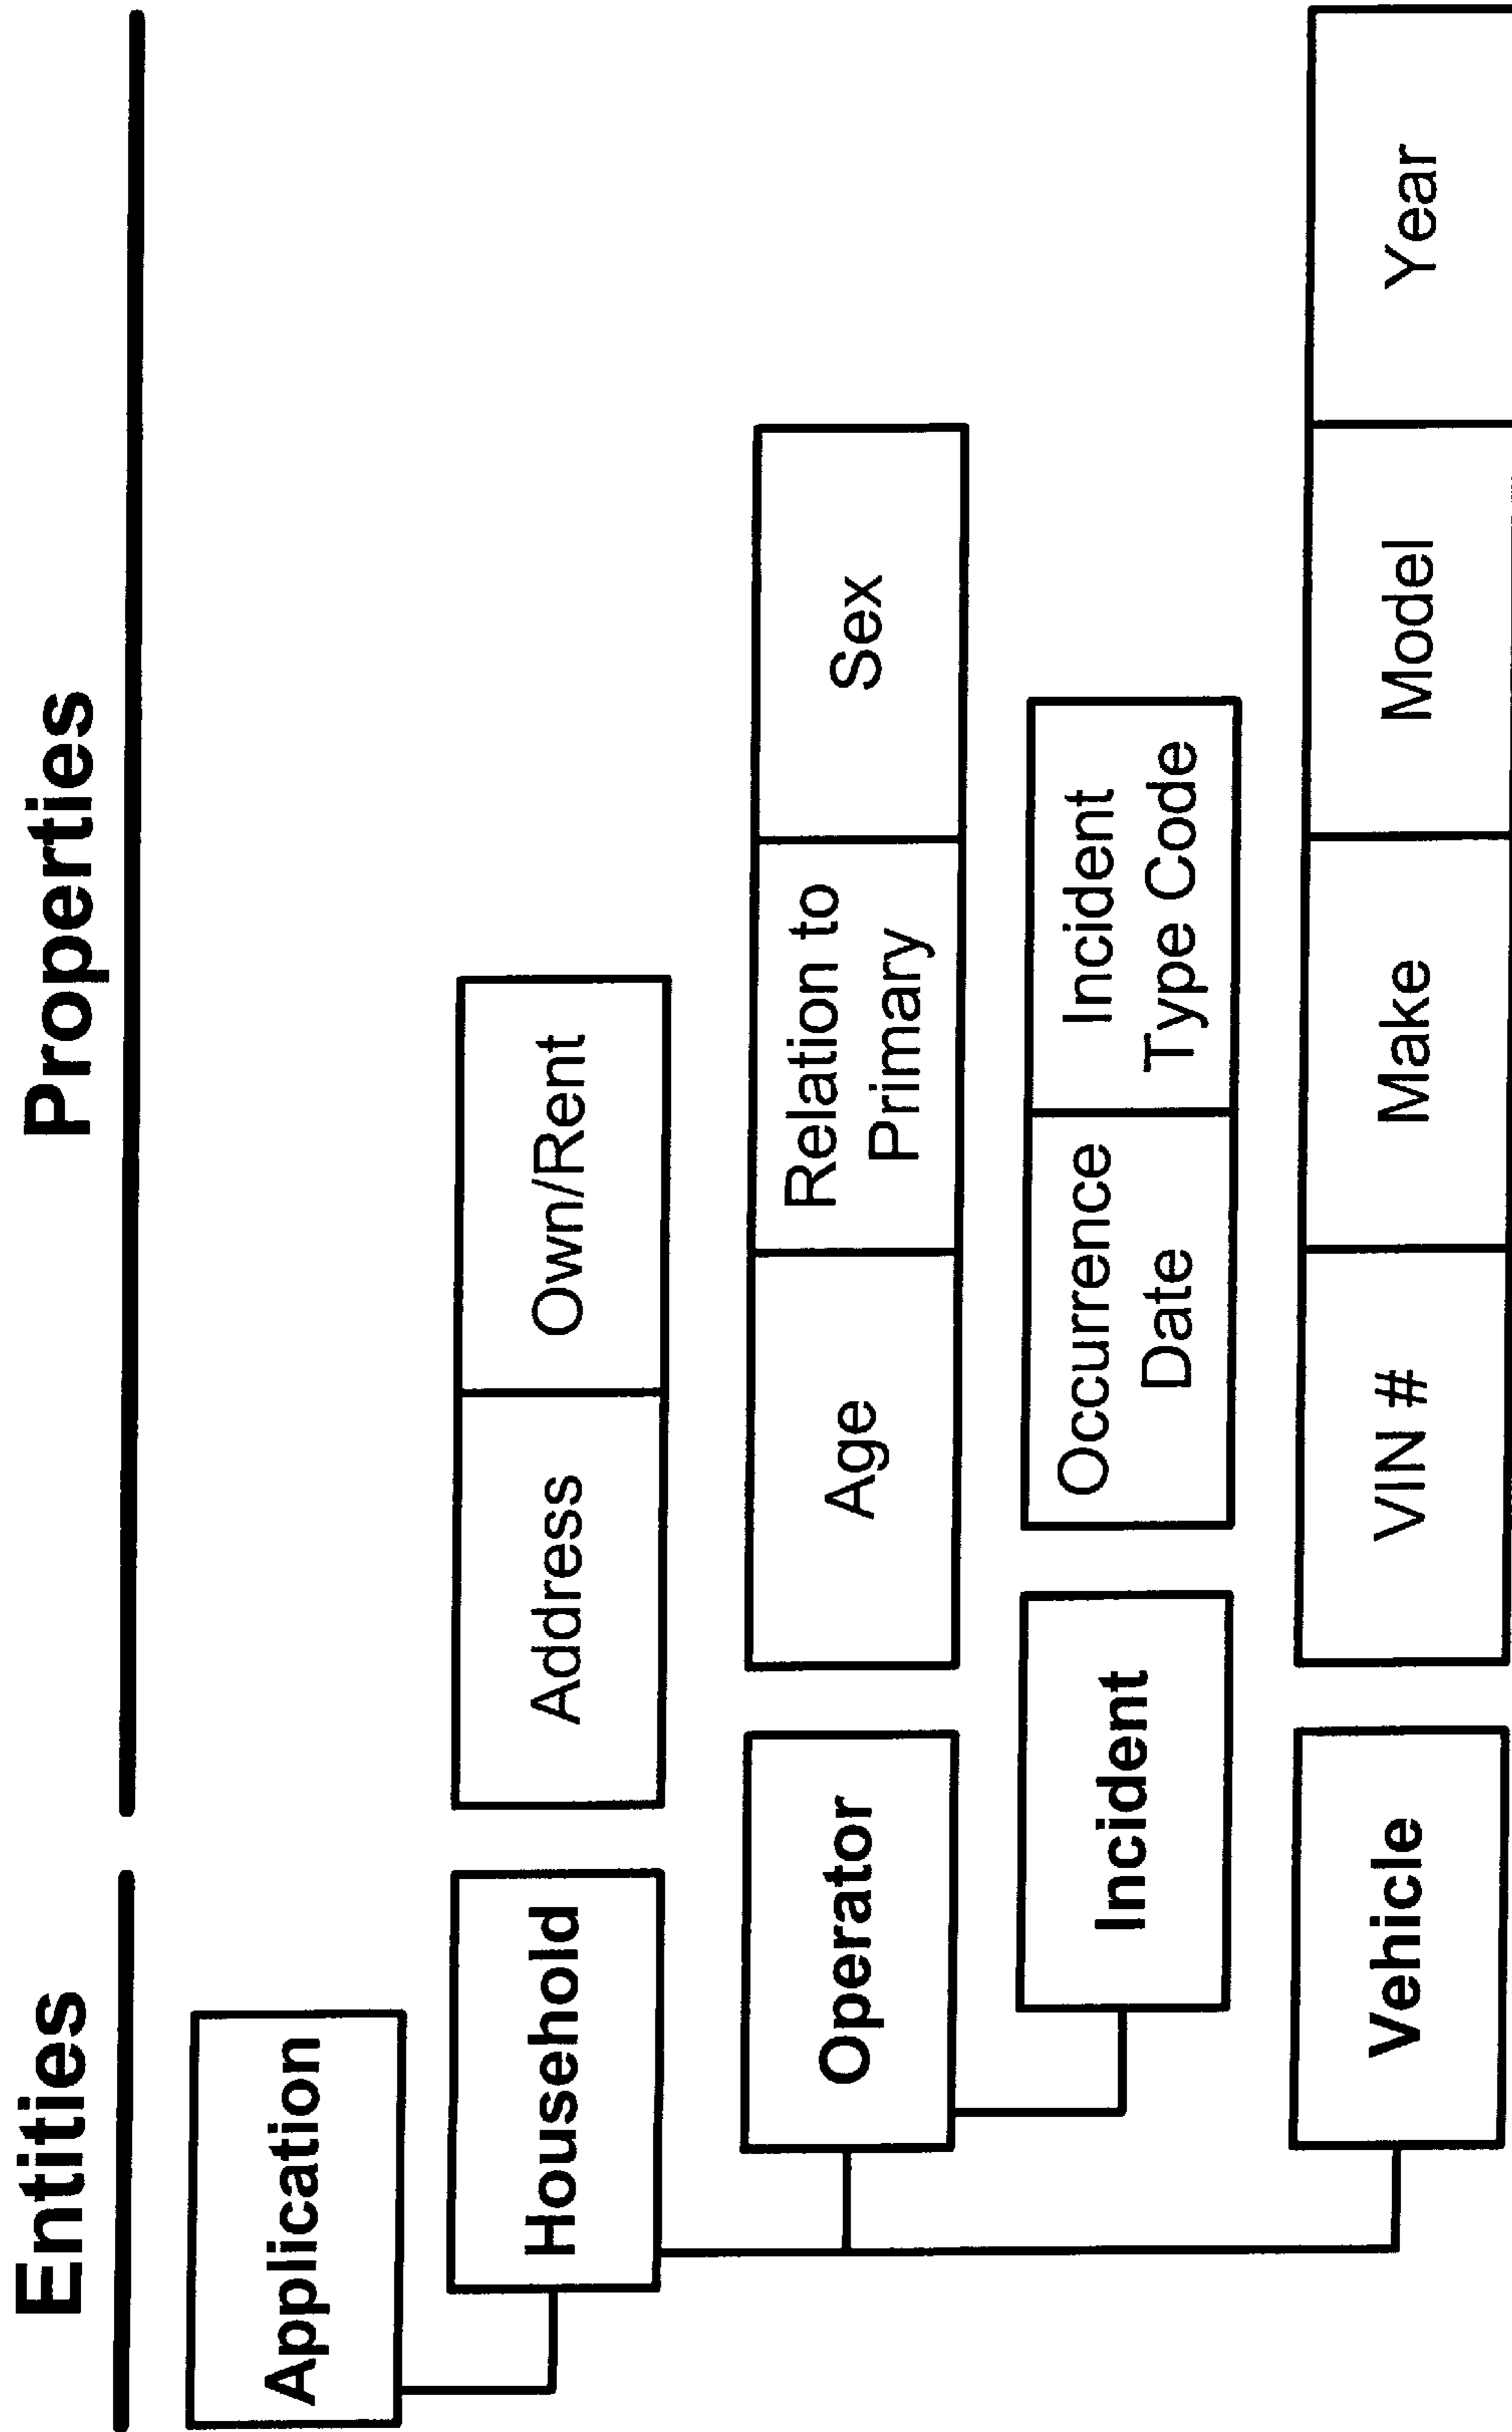 Entities
Properties
Application
Household
Address
Own/Rent
Operator
Age
Relation to
Primary
Sex
Incident
Occurrence
Date
Incident
Type Code
Vehicle
VIN #
Make
Model
Year